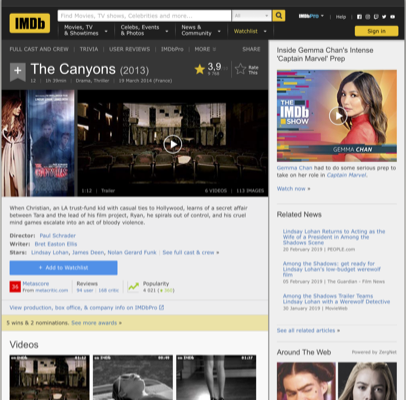 IMDb
Find Movies, TV shows, Celebrities and more...
All
IMDbPro
Help
Movies, TV
& Showtimes
Celebs, Events
& Photos
News &
Community
Watchlist
Sign in
FULL CAST AND CREW | TRIVIA | USER REVIEWS | IMDbPro | MORE
SHARE
The Canyons (2013)
12 | 1h 39min | Drama, Thriller | 19 March 2014 (France)
3,9
Rate
This
1:12 | Trailer
6 VIDEOS | 113 IMAGES
When Christian, an LA trust-fund kid with casual ties to Hollywood, learns of a secret affair
between Tara and the lead of his film project, Ryan, he spirals out of control, and his cruel
mind games escalate into an act of bloody violence.
Director: Paul Schrader
Writer: Bret Easton Ellis
Stars: Lindsay Lohan, James Deen, Nolan Gerard Funk | See full cast & crew »
+ Add to Watchlist
36
Metascore
From metacritic.com
Reviews
94 user | 168 critic
Popularity
View production, box office, & company info on IMDbPro
5 wins & 2 nominations. See more awards »
Videos
Inside Gemma Chan's Intense
'Captain Marvel' Prep
THE
IMDb
SHOW
GEMMA CHAN
Gemma Chan had to do some serious prep
to take on her role in Captain Marvel.
Watch now »
Related News
Lindsay Lohan Returns to Acting as the
Wife of a President in Among the
Shadows Scene
20 February 2019 | PEOPLE.com
Among the Shadows: get ready for
Lindsay Lohan's low-budget werewolf
film
05 February 2019 | The Guardian - Film News
Among the Shadows Trailer Teams
Lindsay Lohan with a Werewolf Detective
30 January 2019 | MovieWeb
See all related articles »
Around The Web
Powered by ZergNet